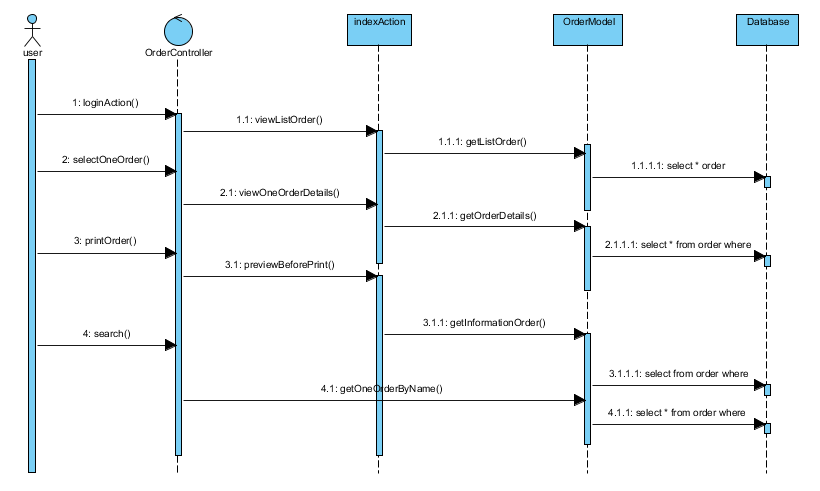 indexAction
OrderModel
Database
user
OrderController
1: loginAction()
1.1: viewListOrder()
1.1.1: getListOrder()
2: selectOneOrder()
1.1.1.1: select * order
2.1: viewOneOrderDetails()
2.1.1: getOrderDetails()
3: printOrder()
2.1.1.1: select * from order where
3.1: previewBeforePrint()
3.1.1: getInformationOrder()
4: search()
3.1.1.1: select from order where
4.1: getOneOrderByName()
4.1.1: select * from order where